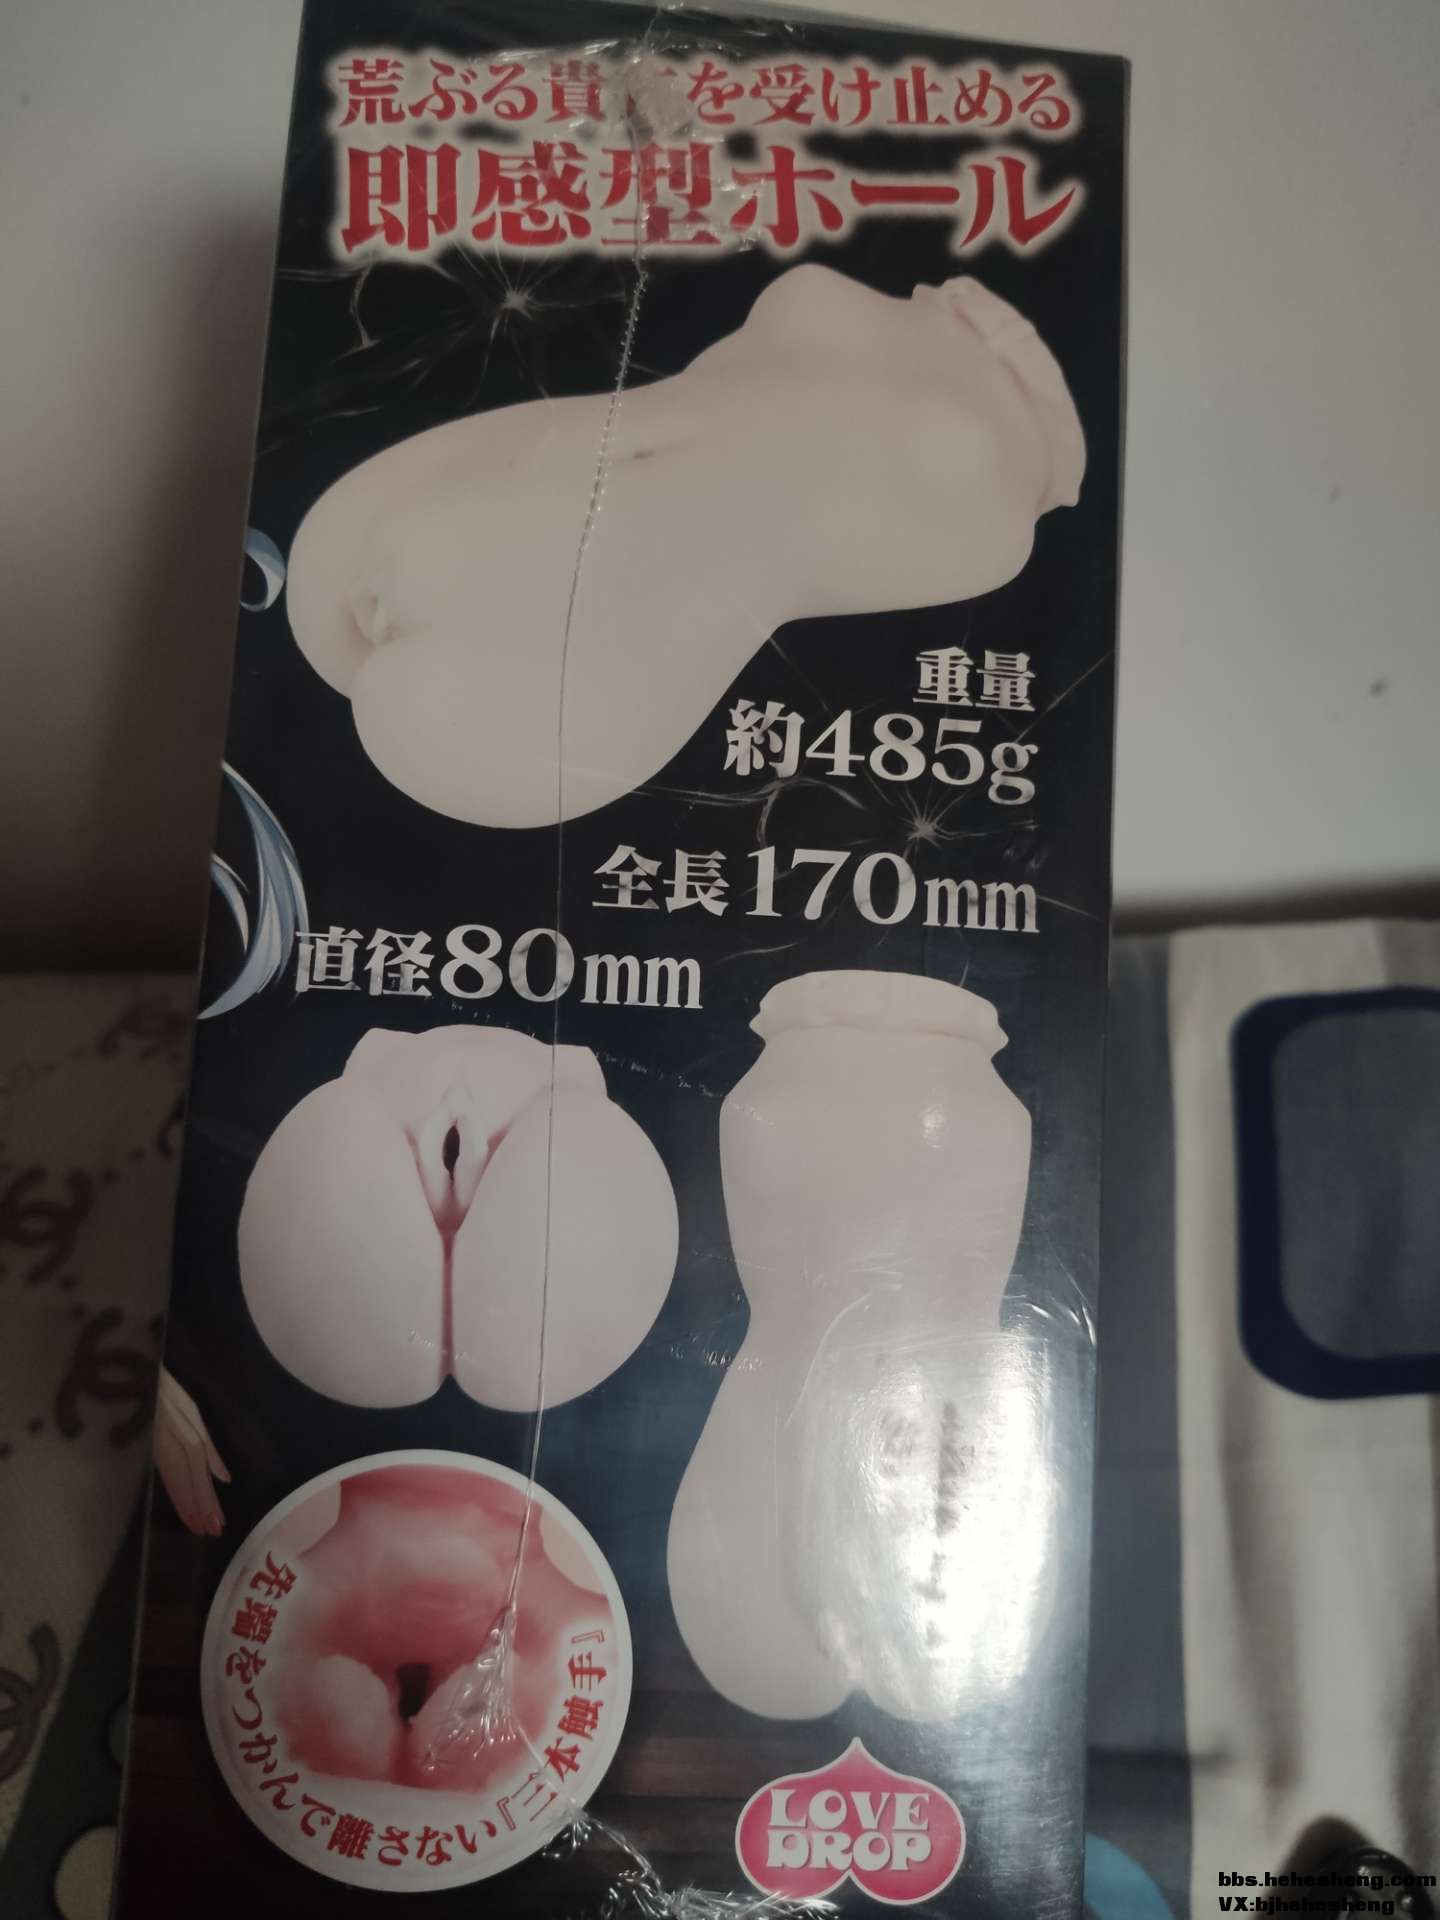 荒ぶる貴方を受け止める
即感型ホール
重量
約485g
全長170mm
直径80mm
先端をつかんで離さない『三本触手』
LOVE
DROP
bbs.hehesheng.com
VX:bjhehesheng